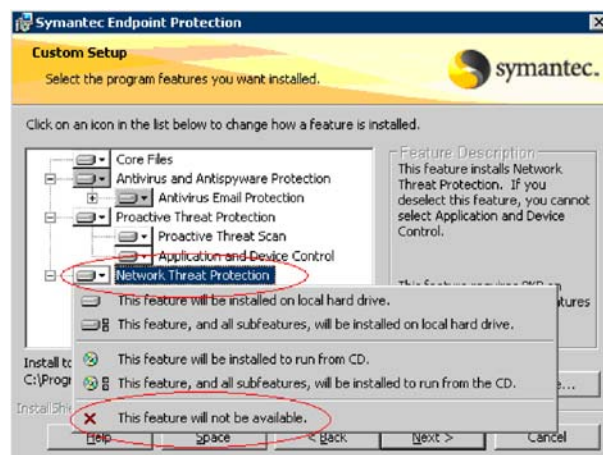 Symantec Endpoint Protection
Custom Setup
Select the program features you want installed.
symantec.
Click on an icon in the list below to change how a feature is installed.
Core Files
Antivirus and Antispyware Protection
Antivirus Email Protection
Proactive Threat Protection
Proactive Threat Scan
Application and Device Control
Network Threat Protection
Feature Description
This feature installs Network
Threat Protection. If you
deselect this feature, you cannot
select Application and Device
Control.
This feature will be installed on local hard drive.
This feature, and all subfeatures, will be installed on local hard drive.
This feature will be installed to run from CD.
This feature, and all subfeatures, will be installed to run from the CD.
This feature will not be available.
Install to
Help
Space
< Back
Next >
Cancel